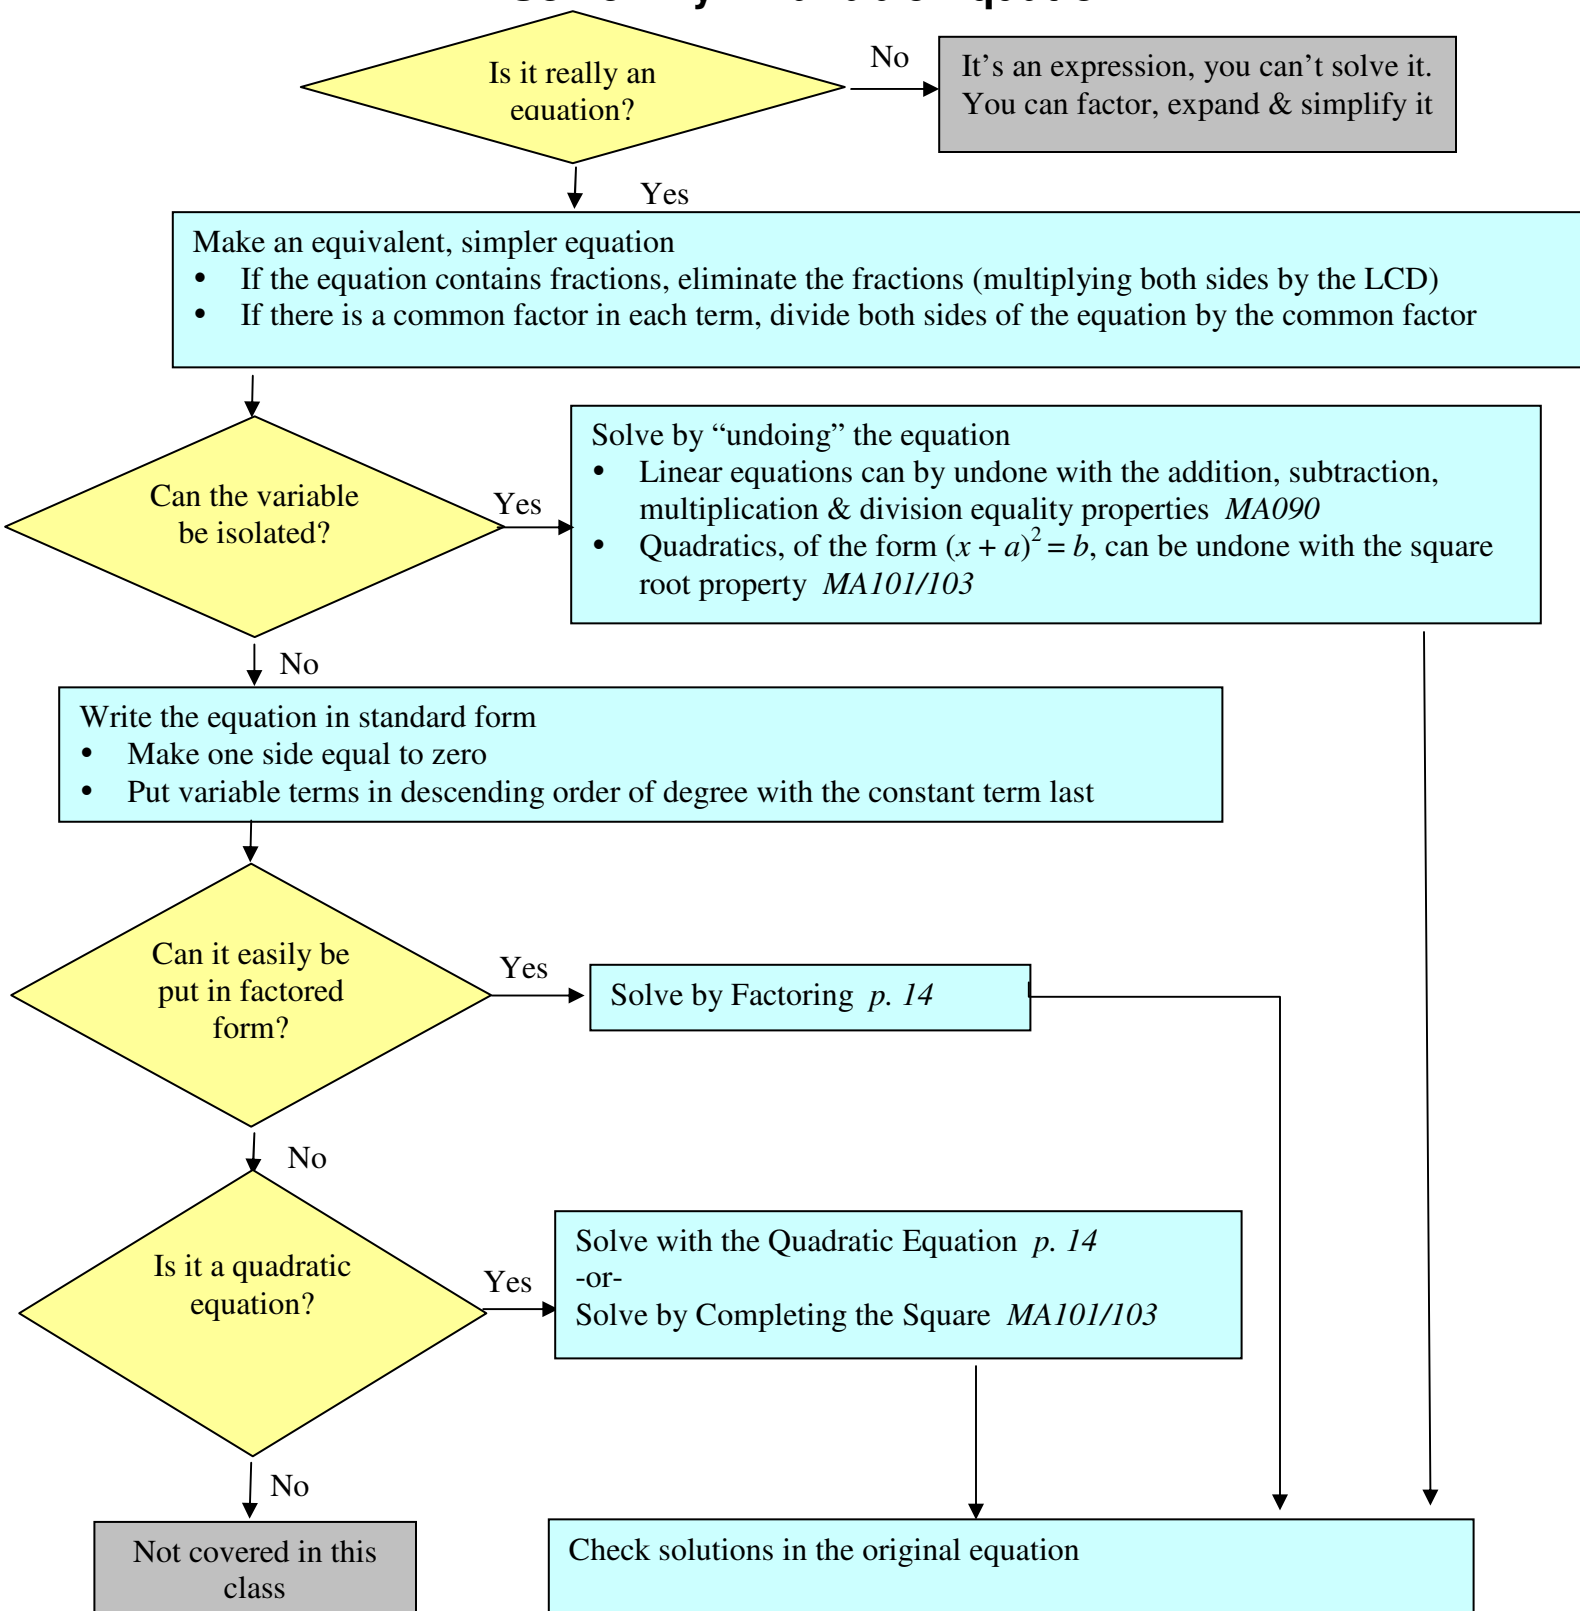 Is it really an
equation?
No
It's an expression, you can't solve it.
You can factor, expand & simplify it
Yes
Make an equivalent, simpler equation
• If the equation contains fractions, eliminate the fractions (multiplying both sides by the LCD)
• If there is a common factor in each term, divide both sides of the equation by the common factor
Can the variable
be isolated?
Yes
Solve by “undoing” the equation
• Linear equations can by undone with the addition, subtraction,
multiplication & division equality properties MA090
• Quadratics, of the form (x + a)² = b, can be undone with the square
root property MA101/103
No
Write the equation in standard form
• Make one side equal to zero
• Put variable terms in descending order of degree with the constant term last
Can it easily be
put in factored
form?
Yes
Solve by Factoring p. 14
No
Is it a quadratic
equation?
Yes
Solve with the Quadratic Equation p. 14
-or-
Solve by Completing the Square MA101/103
No
Not covered in this
class
Check solutions in the original equation